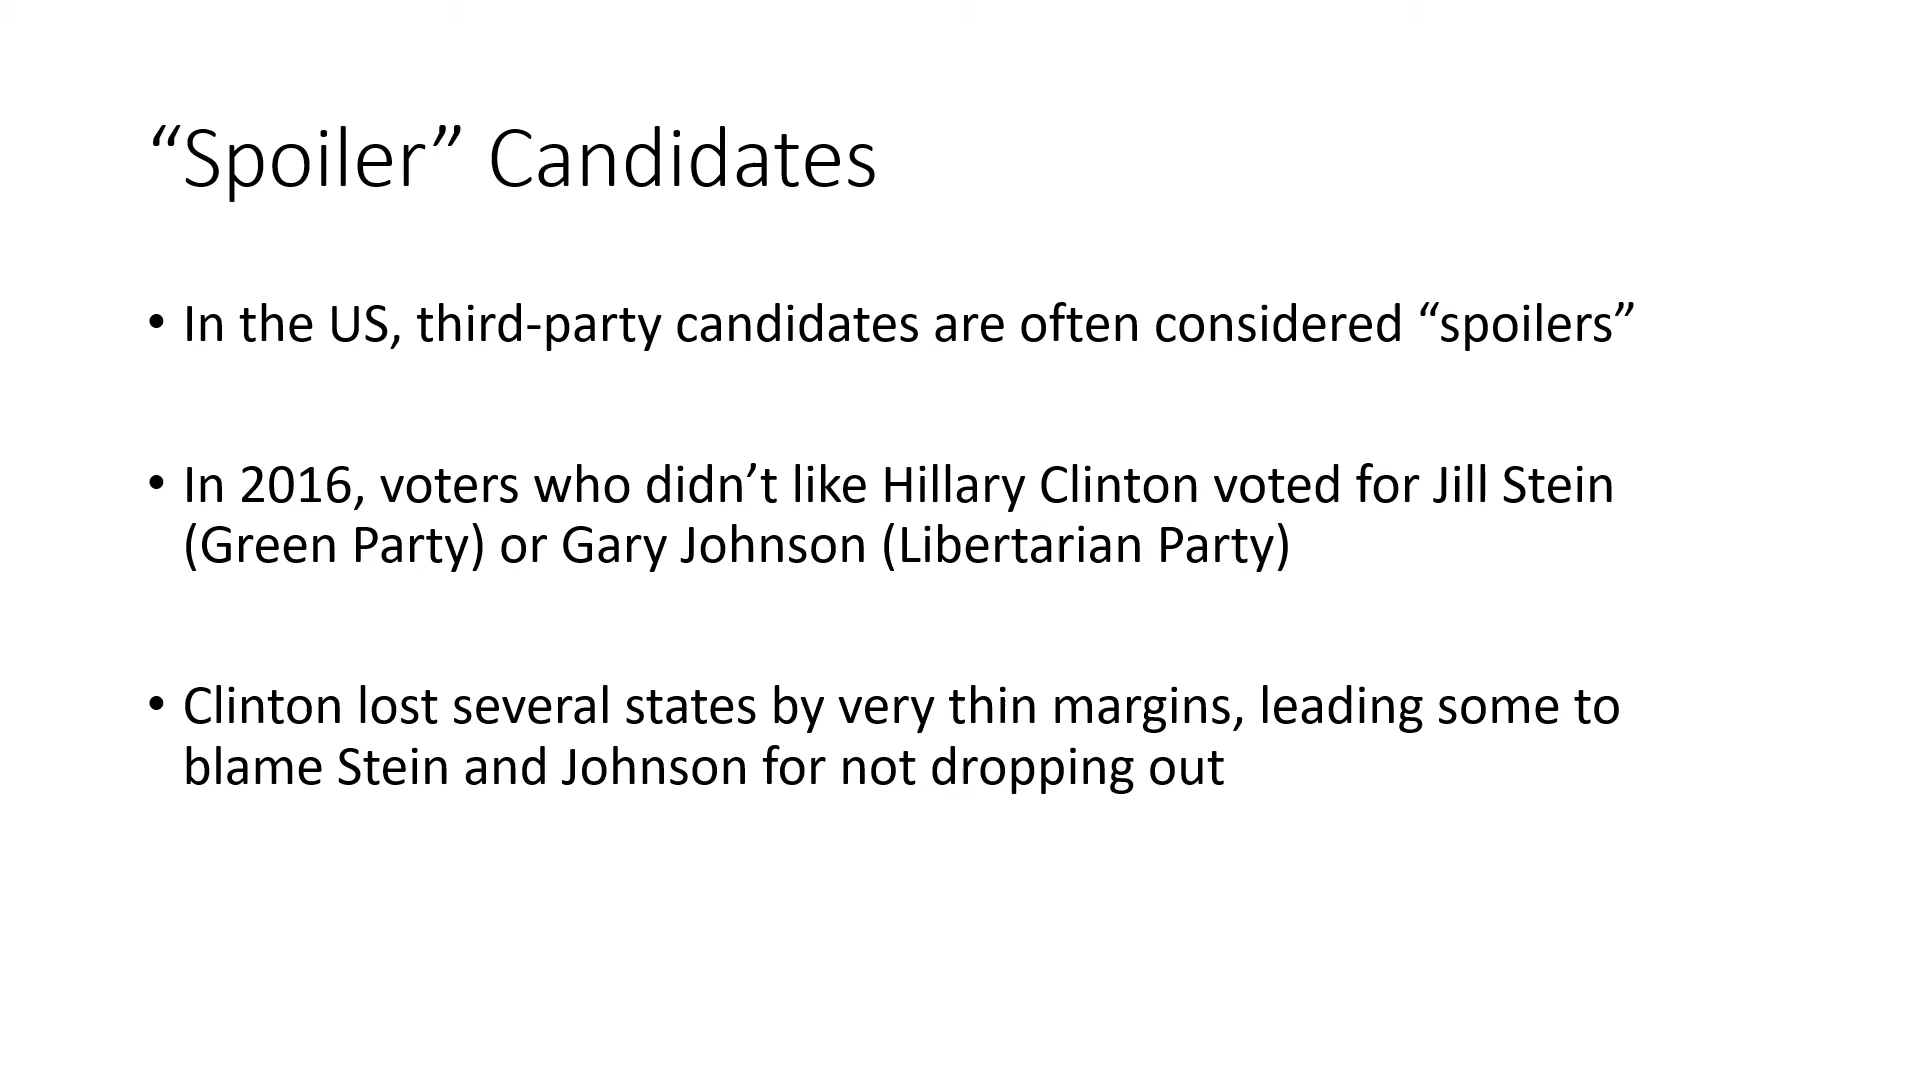 “Spoiler” Candidates
• In the US, third-party candidates are often considered “spoilers”
• In 2016, voters who didn’t like Hillary Clinton voted for Jill Stein
(Green Party) or Gary Johnson (Libertarian Party)
• Clinton lost several states by very thin margins, leading some to
blame Stein and Johnson for not dropping out